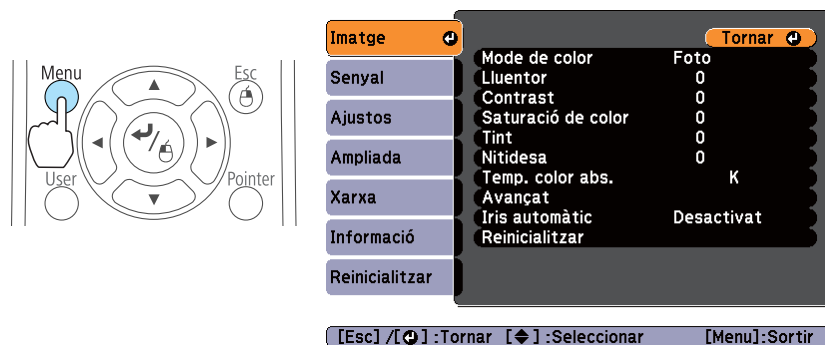 Menu
Esc
User
Pointer
Imatge
Senyal
Ajustos
Ampliada
Xarxa
Informació
Reinicialitzar
Tornar
Mode de color Foto
Lluentor 0
Contrast 0
Saturació de color 0
Tint 0
Nitidesa 0
Temp. color abs. K
Avançat
Iris automàtic Desactivat
Reinicialitzar
[Esc] /[ ] :Tornar [ ] :Seleccionar [Menu]:Sortir